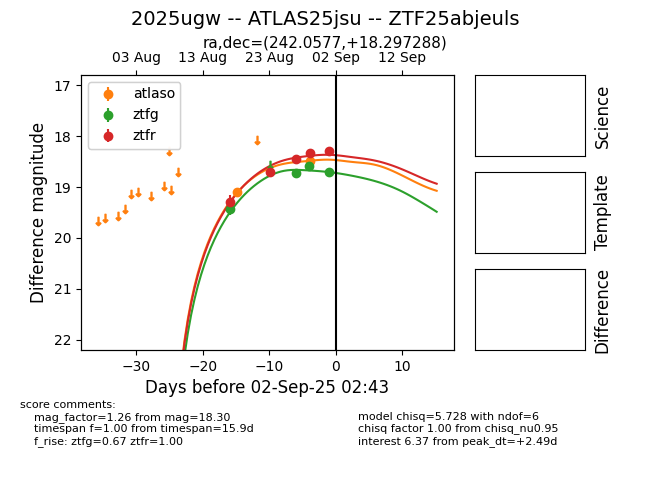 2025ugw -- ATLAS25jsu -- ZTF25abjeuls
ra,dec=(242.0577,+18.297288)
03 Aug 13 Aug 23 Aug 02 Sep 12 Sep
17
18
19
20
21
22
Difference magnitude
atlaso
ztfg
ztfr
−30 −20 −10 0 10
Days before 02-Sep-25 02:43
Science
Template
Difference
score comments:
mag_factor=1.26 from mag=18.30
timespan f=1.00 from timespan=15.9d
f_rise: ztfg=0.67 ztfr=1.00
model chisq=5.728 with ndof=6
chisq factor 1.00 from chisq_nu0.95
interest 6.37 from peak_dt=+2.49d